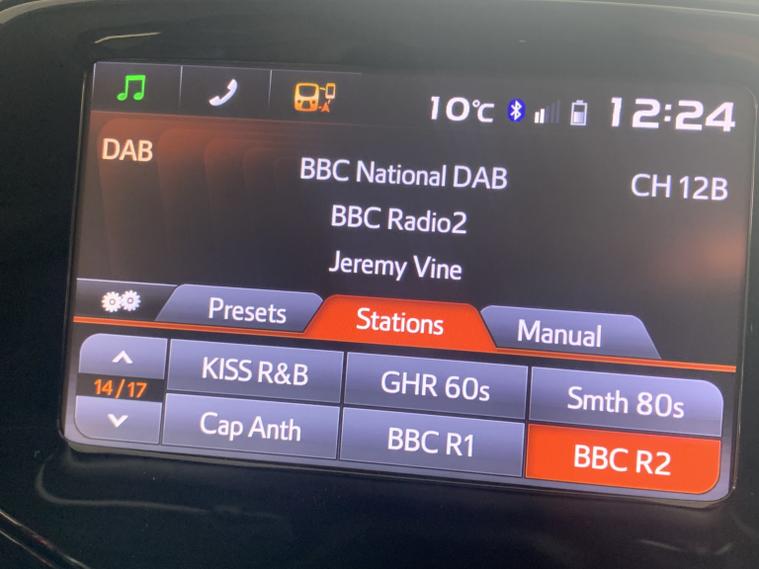 10°C 12:24
DAB
BBC National DAB
CH 12B
BBC Radio2
Jeremy Vine
Presets Stations Manual
14/17
KISS R&B GHR 60s Smth 80s
Cap Anth BBC R1 BBC R2